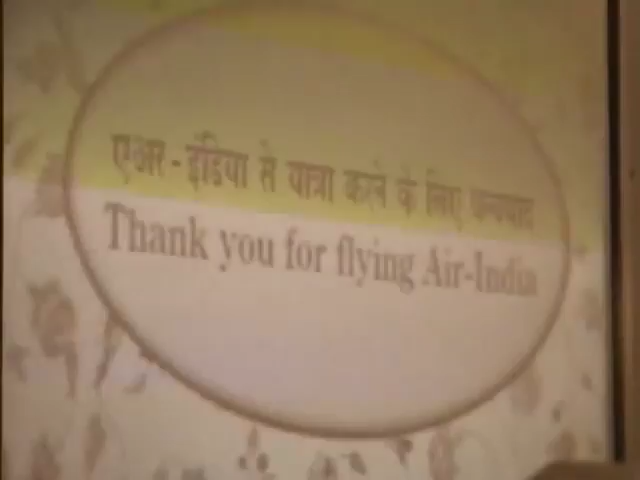 एअर-इंडिया से यात्रा करने के लिए धन्यवाद
Thank you for flying Air-India